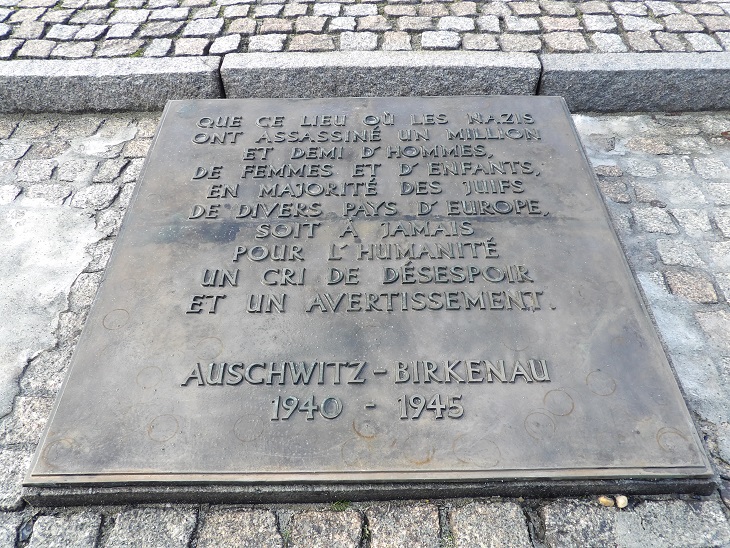 QUE CE LIEU OÙ LES NAZIS
ONT ASSASSINÉ UN MILLION
ET DEMI D'HOMMES,
DE FEMMES ET D'ENFANTS,
EN MAJORITÉ DES JUIFS
DE DIVERS PAYS D'EUROPE,
SOIT À JAMAIS
POUR L'HUMANITÉ
UN CRI DE DÉSESPOIR
ET UN AVERTISSEMENT.
AUSCHWITZ - BIRKENAU
1940 - 1945